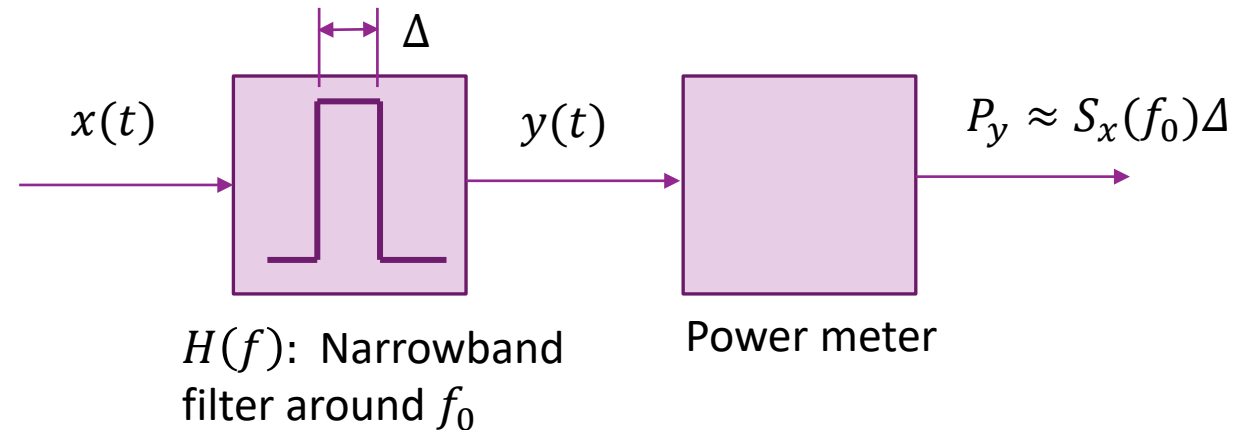 Δ
x(t)
y(t)
P_y ≈ S_x(f_0)Δ
H(f): Narrowband
filter around f_0
Power meter